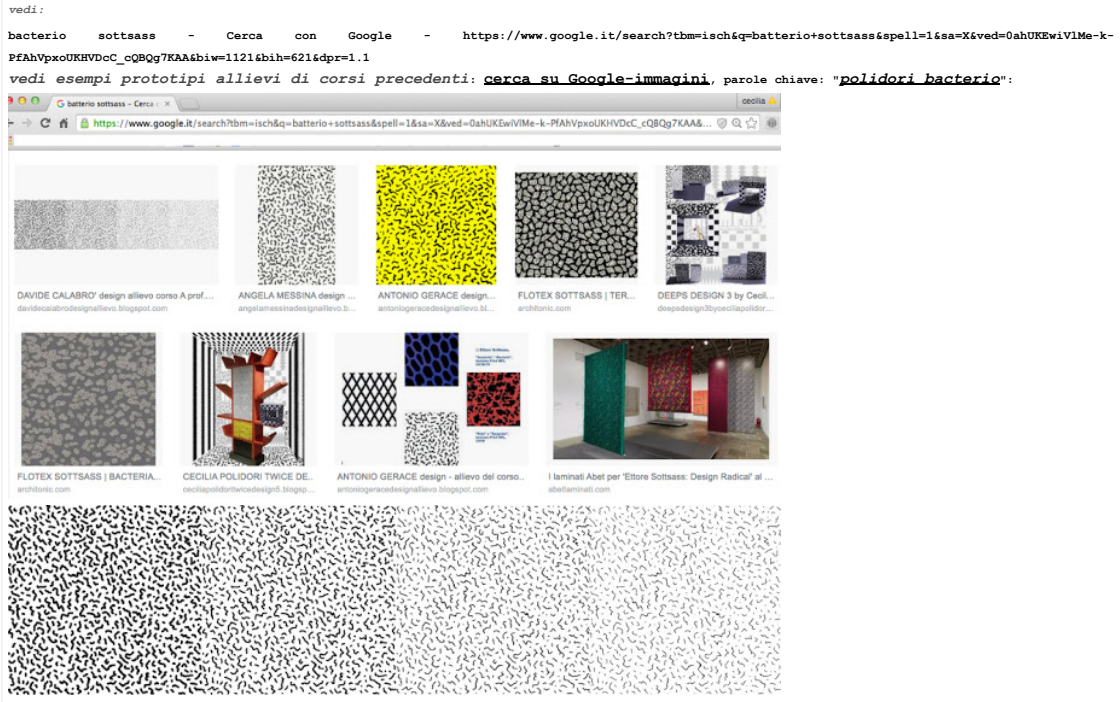 vedi:
bacterio sottsass - Cerca con Google - https://www.google.it/search?tbm=isch&q=batterio+sottsass&spell=1&sa=X&ved=0ahUKEwiVlMe-k-
PfAhVpxoUKHVDcC_cQBQg7KAA&biw=1121&bih=621&dpr=1.1
vedi esempi prototipi allievi di corsi precedenti: cerca su Google-immagini, parole chiave: "polidori bacterio":
batterio sottsass - Cerca c
cecilia
https://www.google.it/search?tbm=isch&q=batterio+sottsass&spell=1&sa=X&ved=0ahUKEwiVlMe-k-PfAhVpxoUKHVDcC_cQBQg7KAA&...
DAVIDE CALABRO' design allievo corso A prof....
davidecalabrodesignallievo.blogspot.com
ANGELA MESSINA design ...
angelamessinadesignallievo.b...
ANTONIO GERACE design...
antoniogeracedesignallievo.bl...
FLOTEX SOTTSASS | TER...
architonic.com
DEEPS DESIGN 3 by Cecil...
deepsdesign3byceciliapolidor...
FLOTEX SOTTSASS | BACTERIA...
architonic.com
CECILIA POLIDORI TWICE DE..
ceciliapolidoritwicedesign5.blogsp...
ANTONIO GERACE design - allievo del corso..
antoniogeracedesignallievo.blogspot.com
I laminati Abet per 'Ettore Sottsass: Design Radical' al ...
abetlaminati.com